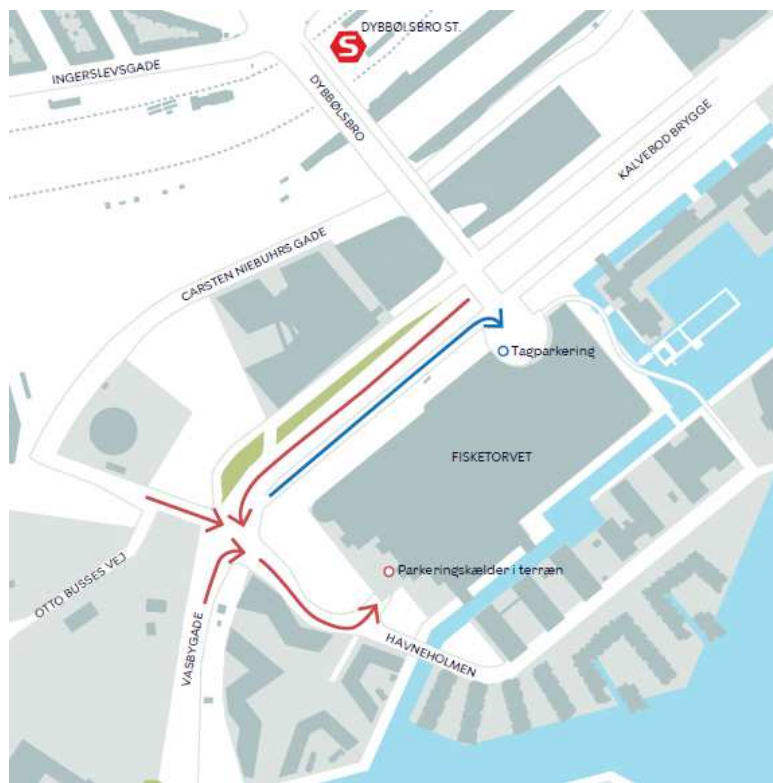 DYBBØLSBRO ST.
S
INGERSLEVSGADE
DYBBØLSBRO
KALVEBOD BRYGGE
CARSTEN NIEBUHRS GADE
Tagparkering
FISKETORVET
OTTO BUSSES VEJ
Parkeringskælder i terræn
VASBYGADE
HAVNEHOLMEN